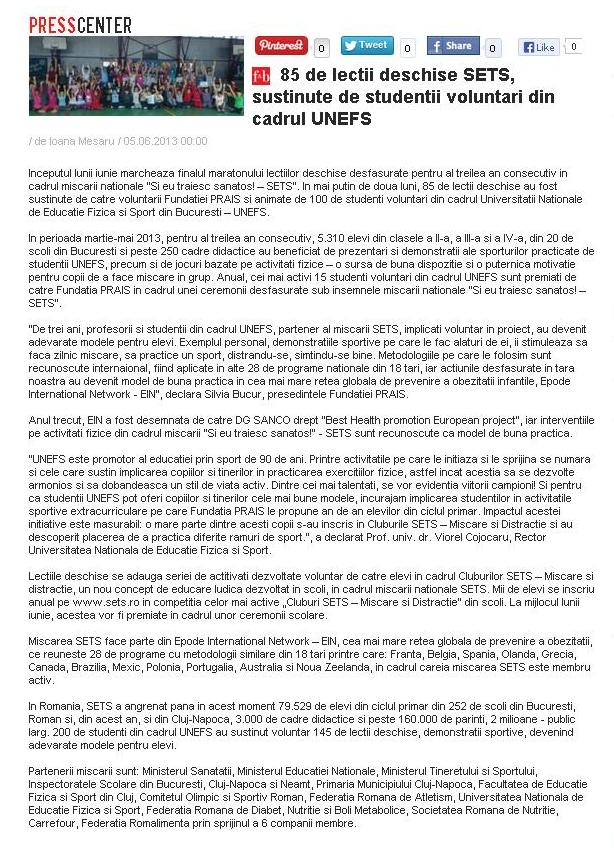 PRESSCENTER
Pinterest 0 Tweet 0 Share 0 Like 0
f&b 85 de lectii deschise SETS,
sustinute de studentii voluntari din
cadrul UNEFS
/ de Ioana Mesaru / 05.06.2013 00:00
Inceputul lunii iunie marcheaza finalul maratonului lectiilor deschise desfasurate pentru al treilea an consecutiv in
cadrul miscarii nationale "Si eu traiesc sanatos! – SETS". In mai putin de doua luni, 85 de lectii deschise au fost
sustinute de catre voluntarii Fundatiei PRAIS si animate de 100 de studenti voluntari din cadrul Universitatii Nationale
de Educatie Fizica si Sport din Bucuresti – UNEFS.
In perioada martie-mai 2013, pentru al treilea an consecutiv, 5.310 elevi din clasele a II-a, a III-a si a IV-a, din 20 de
scoli din Bucuresti si peste 250 cadre didactice au beneficiat de prezentari si demonstratii ale sporturilor practicate de
studentii UNEFS, precum si de jocuri bazate pe activitati fizice – o sursa de buna dispozitie si o puternica motivatie
pentru copii de a face miscare in grup. Anual, cei mai activi 15 studenti voluntari din cadrul UNEFS sunt premiati de
catre Fundatia PRAIS in cadrul unei ceremonii desfasurate sub insemnele miscarii nationale "Si eu traiesc sanatos! –
SETS".
"De trei ani, profesorii si studentii din cadrul UNEFS, partener al miscarii SETS, implicati voluntar in proiect, au devenit
adevarate modele pentru elevi. Exemplul personal, demonstratiile sportive pe care le fac alaturi de ei, ii stimuleaza sa
faca zilnic miscare, sa practice un sport, distrandu-se, simtindu-se bine. Metodologiile pe care le folosim sunt
recunoscute internaional, fiind aplicate in alte 28 de programe nationale din 18 tari, iar actiunile desfasurate in tara
noastra au devenit model de buna practica in cea mai mare retea globala de prevenire a obezitatii infantile, Epode
International Network - EIN", declara Silvia Bucur, presedintele Fundatiei PRAIS.
Anul trecut, EIN a fost desemnata de catre DG SANCO drept "Best Health promotion European project", iar interventiile
pe activitati fizice din cadrul miscarii "Si eu traiesc sanatos!" - SETS sunt recunoscute ca model de buna practica.
"UNEFS este promotor al educatiei prin sport de 90 de ani. Printre activitatile pe care le initiaza si le sprijina se numara
si cele care sustin implicarea copiilor si tinerilor in practicarea exercitiilor fizice, astfel incat acestia sa se dezvolte
armonios si sa dobandeasca un stil de viata activ. Dintre cei mai talentati, se vor evidentia viitorii campioni! Si pentru
ca studentii UNEFS pot oferi copiilor si tinerilor cele mai bune modele, incurajam implicarea studentilor in activitatile
sportive extracurriculare pe care Fundatia PRAIS le propune an de an elevilor din ciclul primar. Impactul acestei
initiative este masurabil: o mare parte dintre acesti copii s-au inscris in Cluburile SETS – Miscare si Distractie si au
descoperit placerea de a practica diferite ramuri de sport.", a declarat Prof. univ. dr. Viorel Cojocaru, Rector
Universitatea Nationala de Educatie Fizica si Sport.
Lectiile deschise se adauga seriei de actitivati dezvoltate voluntar de catre elevi in cadrul Cluburilor SETS – Miscare si
distractie, un nou concept de educare ludica dezvoltat in scoli, in cadrul miscarii nationale SETS. Mii de elevi se inscriu
anual pe www.sets.ro in competitia celor mai active „Cluburi SETS – Miscare si Distractie" din scoli. La mijlocul lunii
iunie, acestea vor fi premiate in cadrul unor ceremonii scolare.
Miscarea SETS face parte din Epode International Network – EIN, cea mai mare retea globala de prevenire a obezitatii,
ce reuneste 28 de programe cu metodologii similare din 18 tari printre care: Franta, Belgia, Spania, Olanda, Grecia,
Canada, Brazilia, Mexic, Polonia, Portugalia, Australia si Noua Zeelanda, in cadrul careia miscarea SETS este membru
activ.
In Romania, SETS a angrenat pana in acest moment 79.529 de elevi din ciclul primar din 252 de scoli din Bucuresti,
Roman si, din acest an, si din Cluj-Napoca, 3.000 de cadre didactice si peste 160.000 de parinti, 2 milioane - public
larg. 200 de studenti din cadrul UNEFS au sustinut voluntar 145 de lectii deschise, demonstratii sportive, devenind
adevarate modele pentru elevi.
Partenerii miscarii sunt: Ministerul Sanatatii, Ministerul Educatiei Nationale, Ministerul Tineretului si Sportului,
Inspectoratele Scolare din Bucuresti, Cluj-Napoca si Neamt, Primaria Municipiului Cluj-Napoca, Facultatea de Educatie
Fizica si Sport din Cluj, Comitetul Olimpic si Sportiv Roman, Federatia Romana de Atletism, Universitatea Nationala de
Educatie Fizica si Sport, Federatia Romana de Diabet, Nutritie si Boli Metabolice, Societatea Romana de Nutritie,
Carrefour, Federatia Romalimenta prin sprijinul a 6 companii membre.